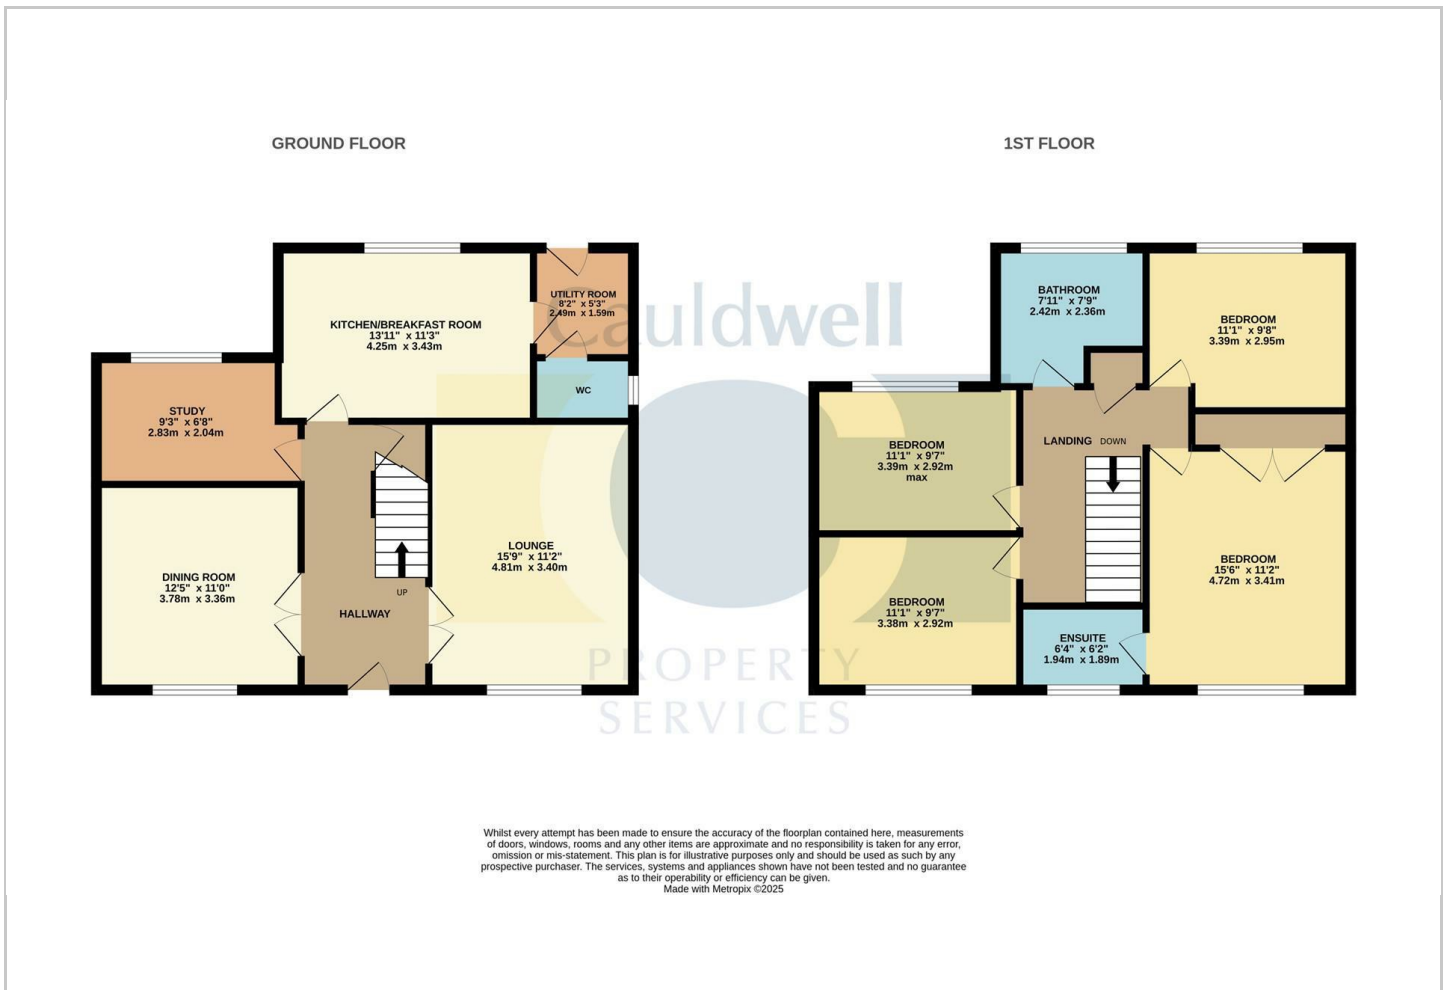 GROUND FLOOR
1ST FLOOR
KITCHEN/BREAKFAST ROOM
13'11" x 11'3"
4.25m x 3.43m
UTILITY ROOM
8'2" x 5'3"
2.49m x 1.59m
WC
STUDY
9'3" x 6'8"
2.83m x 2.04m
DINING ROOM
12'5" x 11'0"
3.78m x 3.36m
HALLWAY
UP
LOUNGE
15'9" x 11'2"
4.81m x 3.40m
BATHROOM
7'11" x 7'9"
2.42m x 2.36m
BEDROOM
11'1" x 9'8"
3.39m x 2.95m
BEDROOM
11'1" x 9'7"
3.39m x 2.92m
max
LANDING
DOWN
BEDROOM
11'1" x 9'7"
3.38m x 2.92m
ENSUITE
6'4" x 6'2"
1.94m x 1.89m
BEDROOM
15'6" x 11'2"
4.72m x 3.41m
Cauldwell
PROPERTY
SERVICES
Whilst every attempt has been made to ensure the accuracy of the floorplan contained here, measurements
of doors, windows, rooms and any other items are approximate and no responsibility is taken for any error,
omission or mis-statement. This plan is for illustrative purposes only and should be used as such by any
prospective purchaser. The services, systems and appliances shown have not been tested and no guarantee
as to their operability or efficiency can be given.
Made with Metropix ©2025